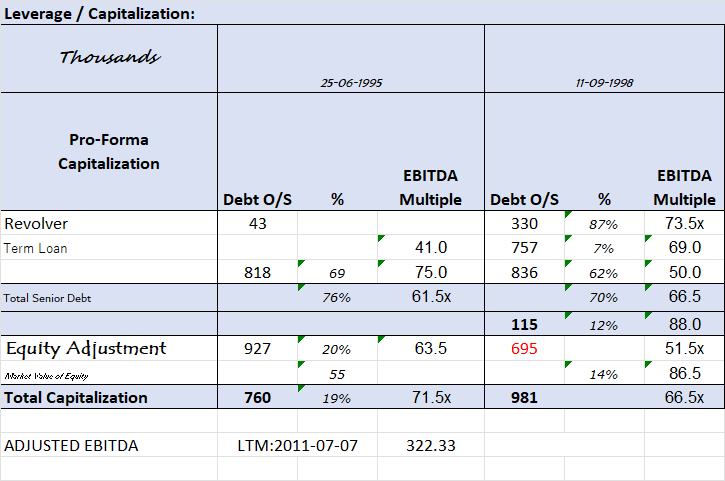 Leverage / Capitalization:
Thousands
25-06-1995 11-09-1998
Pro-Forma
Capitalization
EBITDA EBITDA
Debt O/S % Multiple Debt O/S % Multiple
Revolver 43 330 87% 73.5x
Term Loan 41.0 757 7% 69.0
818 69 75.0 836 62% 50.0
Total Senior Debt 76% 61.5x 70% 66.5
115 12% 88.0
Equity Adjustment 927 20% 63.5 695 51.5x
Market Value of Equity 55 14% 86.5
Total Capitalization 760 19% 71.5x 981 66.5x
ADJUSTED EBITDA LTM:2011-07-07 322.33